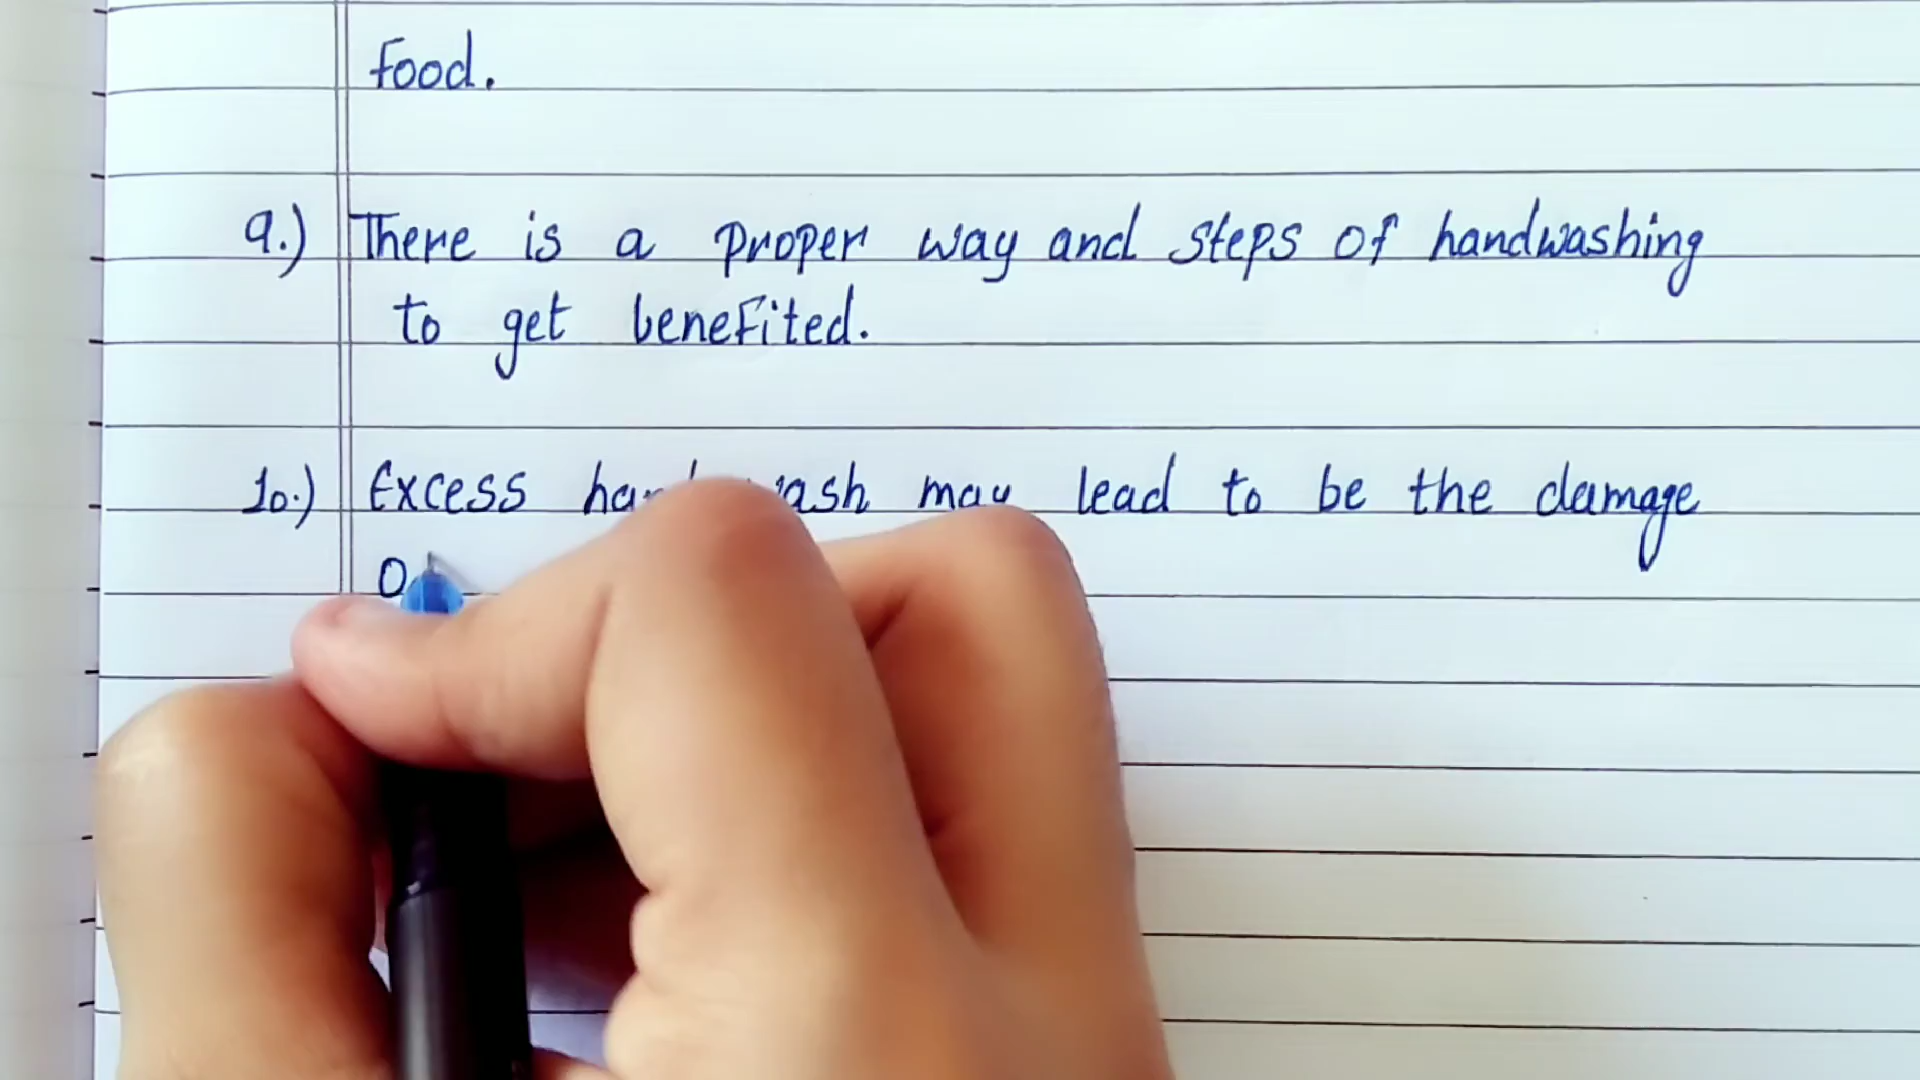 food.
9.) There is a proper way and steps of handwashing
to get benefited.
10.) Excess may lead to be the damage